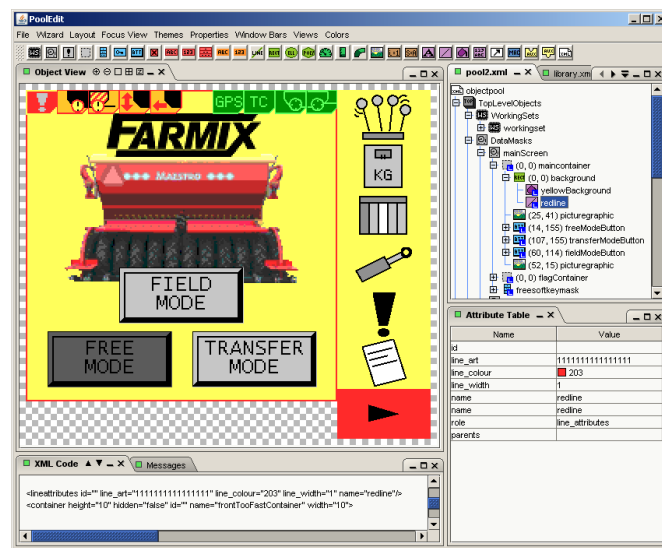 PoolEdit
File Wizard Layout Focus View Themes Properties Window Bars Views Colors
Object View
GPS TC
FARMIX
MAESTRO
KG
FIELD
MODE
FREE
MODE
TRANSFER
MODE
pool2.xml
library.xm
objectpool
TopLevelObjects
WorkingSets
workingset
DataMasks
mainScreen
(0, 0) maincontainer
(0, 0) background
yellowBackground
redline
(25, 41) picturegraphic
(14, 155) freeModeButton
(107, 155) transferModeButton
(60, 114) fieldModeButton
(52, 15) picturegraphic
(0, 0) flagContainer
freesoftkeymask
Attribute Table
Name Value
id
line_art 1111111111111111
line_colour 203
line_width 1
name redline
name redline
role line_attributes
parents
XML Code
Messages
<lineattributes id="" line_art="1111111111111111" line_colour="203" line_width="1" name="redline"/>
<container height="10" hidden="false" id="" name="frontTooFastContainer" width="10">